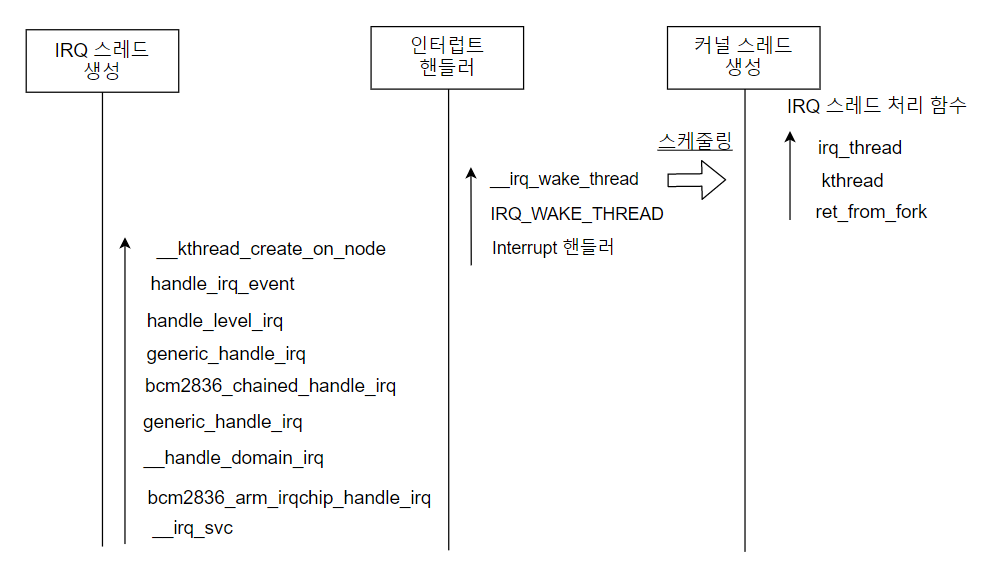 IRQ 스레드
생성
인터럽트
핸들러
커널 스레드
생성
IRQ 스레드 처리 함수
스케줄링
irq_thread
kthread
ret_from_fork
__irq_wake_thread
IRQ_WAKE_THREAD
Interrupt 핸들러
__kthread_create_on_node
handle_irq_event
handle_level_irq
generic_handle_irq
bcm2836_chained_handle_irq
generic_handle_irq
__handle_domain_irq
bcm2836_arm_irqchip_handle_irq
__irq_svc